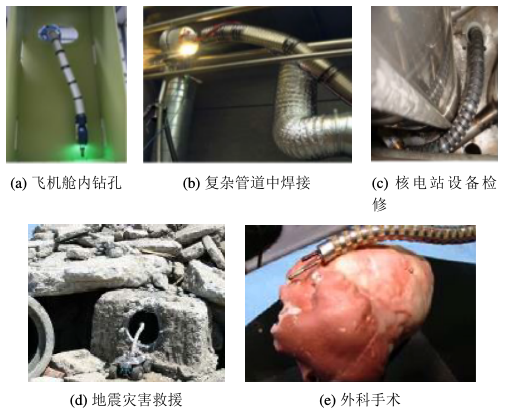 (a) 飞机舱内钻孔
(b) 复杂管道中焊接
(c) 核电站设备检
修
(d) 地震灾害救援
(e) 外科手术